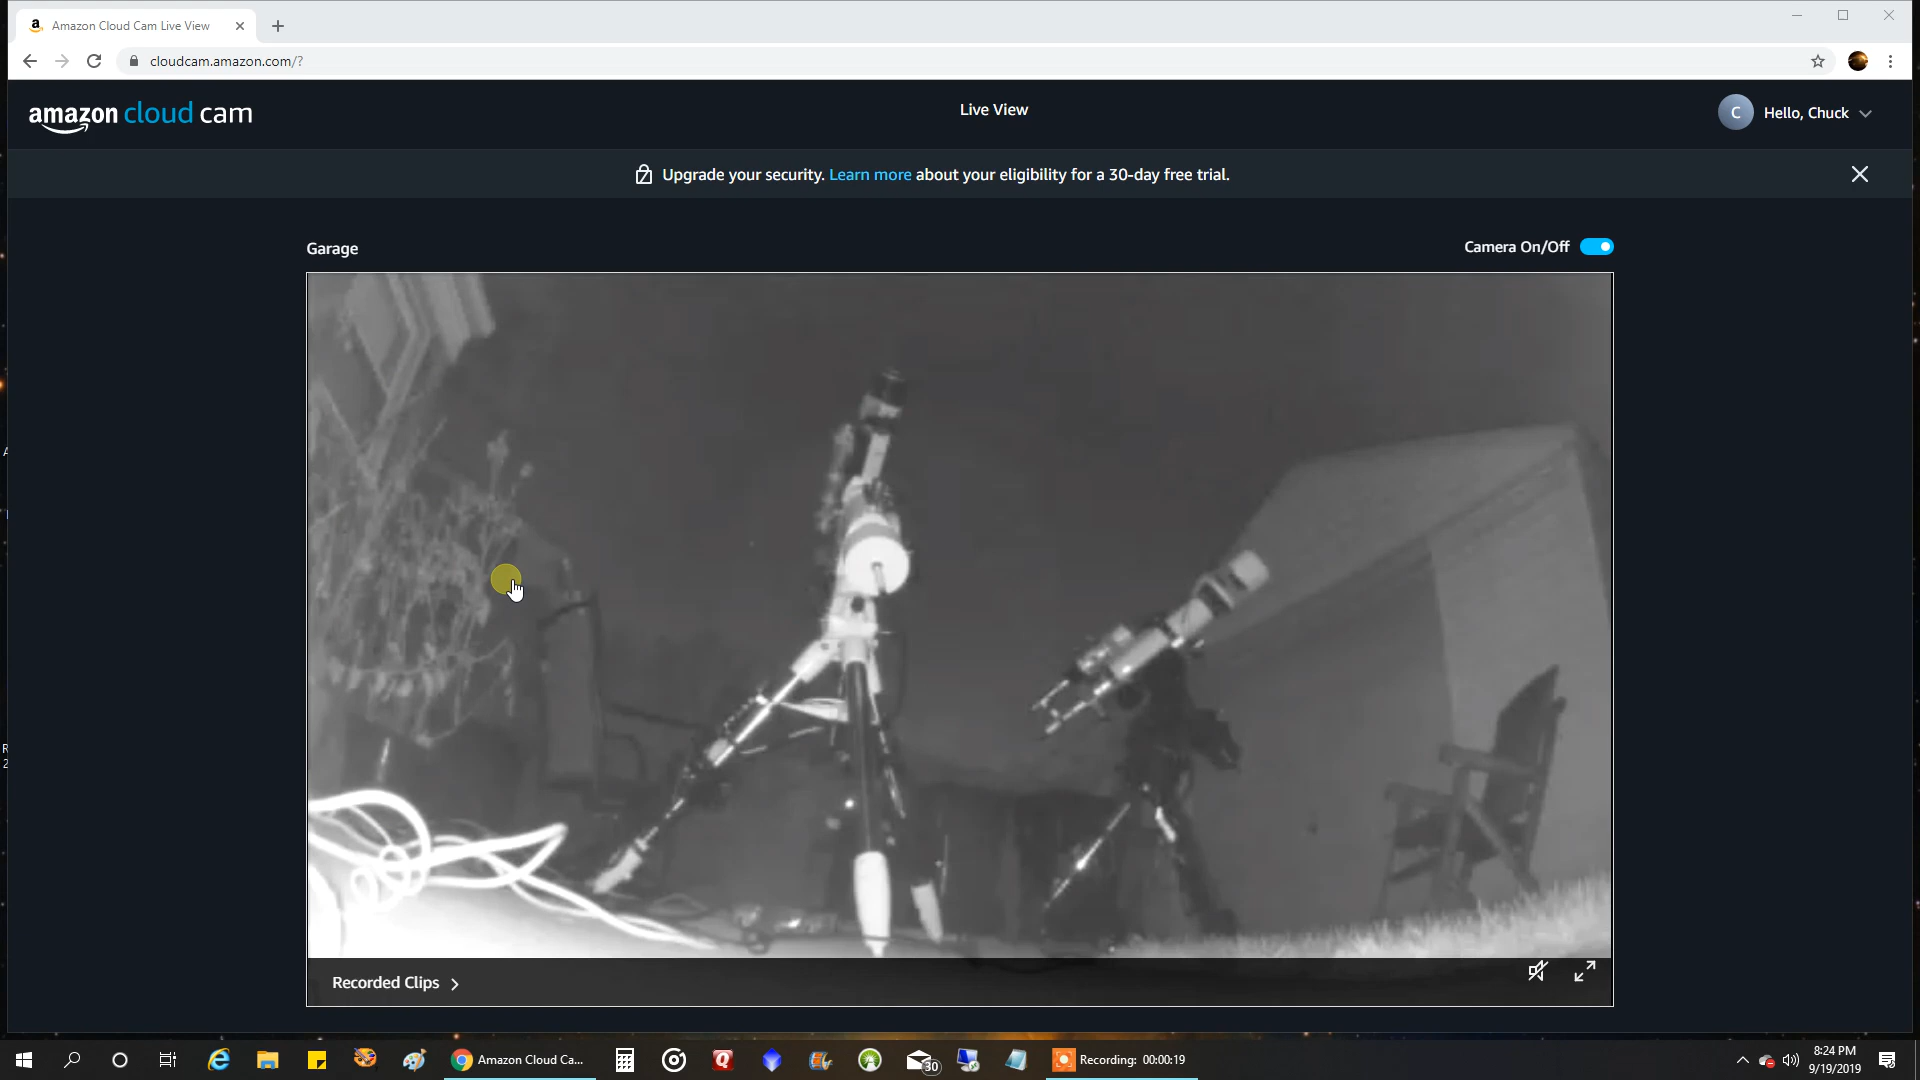 Amazon Cloud Cam Live View
cloudcam.amazon.com/?
amazon cloud cam
Live View
C
Hello, Chuck
Upgrade your security. Learn more about your eligibility for a 30-day free trial.
Garage
Camera On/Off
Recorded Clips
Amazon Cloud Ca...
30
Recording: 00:00:19
8:24 PM
9/19/2019